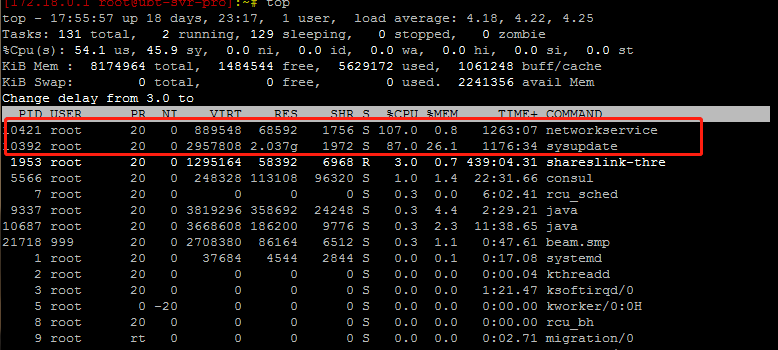 [172.16.0.1 root@ubt-svr-pro]:~# top
top - 17:55:57 up 18 days, 23:17, 1 user, load average: 4.18, 4.22, 4.25
Tasks: 131 total, 2 running, 129 sleeping, 0 stopped, 0 zombie
%Cpu(s): 54.1 us, 45.9 sy, 0.0 ni, 0.0 id, 0.0 wa, 0.0 hi, 0.0 si, 0.0 st
KiB Mem : 8174964 total, 1484544 free, 5629172 used, 1061248 buff/cache
KiB Swap: 0 total, 0 free, 0 used. 2241356 avail Mem
Change delay from 3.0 to
PID USER PR NI VIRT RES SHR S %CPU %MEM TIME+ COMMAND
10421 root 20 0 889548 68592 1756 S 107.0 0.8 1263:07 networkservice
10392 root 20 0 2957808 2.037g 1972 S 87.0 26.1 1176:34 sysupdate
1953 root 20 0 1295164 58392 6968 R 3.0 0.7 439:04.31 shareslink-thre
5566 root 20 0 248328 113108 96320 S 1.0 1.4 22:31.66 consul
7 root 20 0 0 0 0 S 0.3 0.0 6:02.41 rcu_sched
9337 root 20 0 3819296 358692 24248 S 0.3 4.4 2:29.21 java
10687 root 20 0 3668608 186200 9776 S 0.3 2.3 11:38.65 java
21718 999 20 0 2708380 86164 6512 S 0.3 1.1 0:47.61 beam.smp
1 root 20 0 37684 4544 2844 S 0.0 0.1 0:17.08 systemd
2 root 20 0 0 0 0 S 0.0 0.0 0:00.04 kthreadd
3 root 20 0 0 0 0 S 0.0 0.0 1:21.47 ksoftirqd/0
5 root 0 -20 0 0 0 S 0.0 0.0 0:00.00 kworker/0:0H
8 root 20 0 0 0 0 S 0.0 0.0 0:00.00 rcu_bh
9 root rt 0 0 0 0 S 0.0 0.0 0:02.71 migration/0